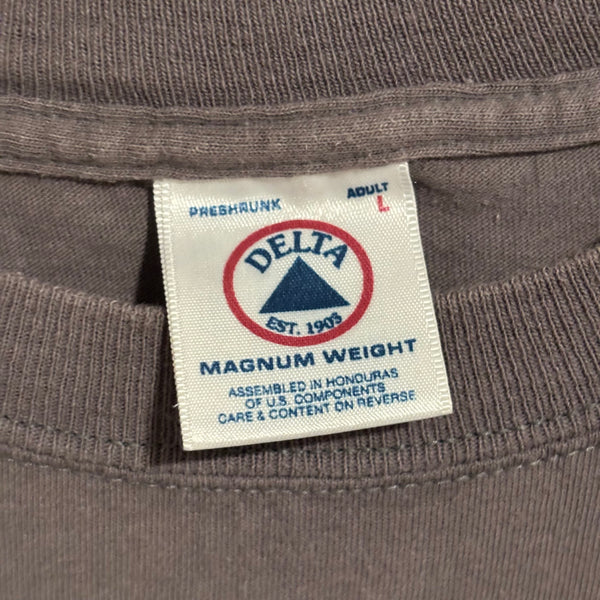 PRESHRUNK
ADULT
L
DELTA
EST. 1903
MAGNUM WEIGHT
ASSEMBLED IN HONDURAS
OF U.S. COMPONENTS
CARE & CONTENT ON REVERSE